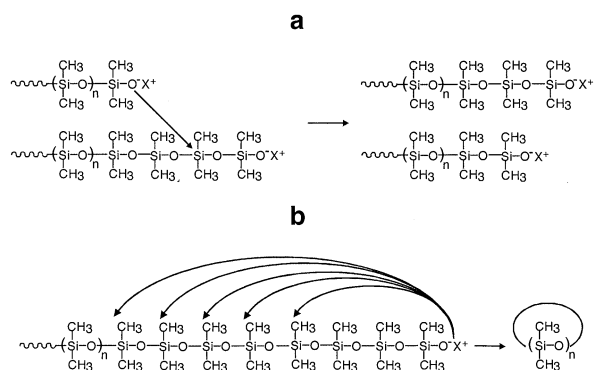 a
CH3 CH3
(Si—O)n—Si—O⁻X⁺
CH3 CH3
CH3 CH3 CH3 CH3 CH3
(Si—O)n—Si—O—Si—O—Si—O—Si—O⁻X⁺
CH3 CH3 CH3 CH3 CH3
CH3 CH3 CH3 CH3
(Si—O)n—Si—O—Si—O—Si—O⁻X⁺
CH3 CH3 CH3 CH3
CH3 CH3 CH3
(Si—O)n—Si—O—Si—O⁻X⁺
CH3 CH3 CH3
b
CH3 CH3 CH3 CH3 CH3 CH3 CH3 CH3 CH3
(Si—O)n—Si—O—Si—O—Si—O—Si—O—Si—O—Si—O—Si—O—Si—O⁻X⁺
CH3 CH3 CH3 CH3 CH3 CH3 CH3 CH3 CH3
CH3
(Si—O)n
CH3